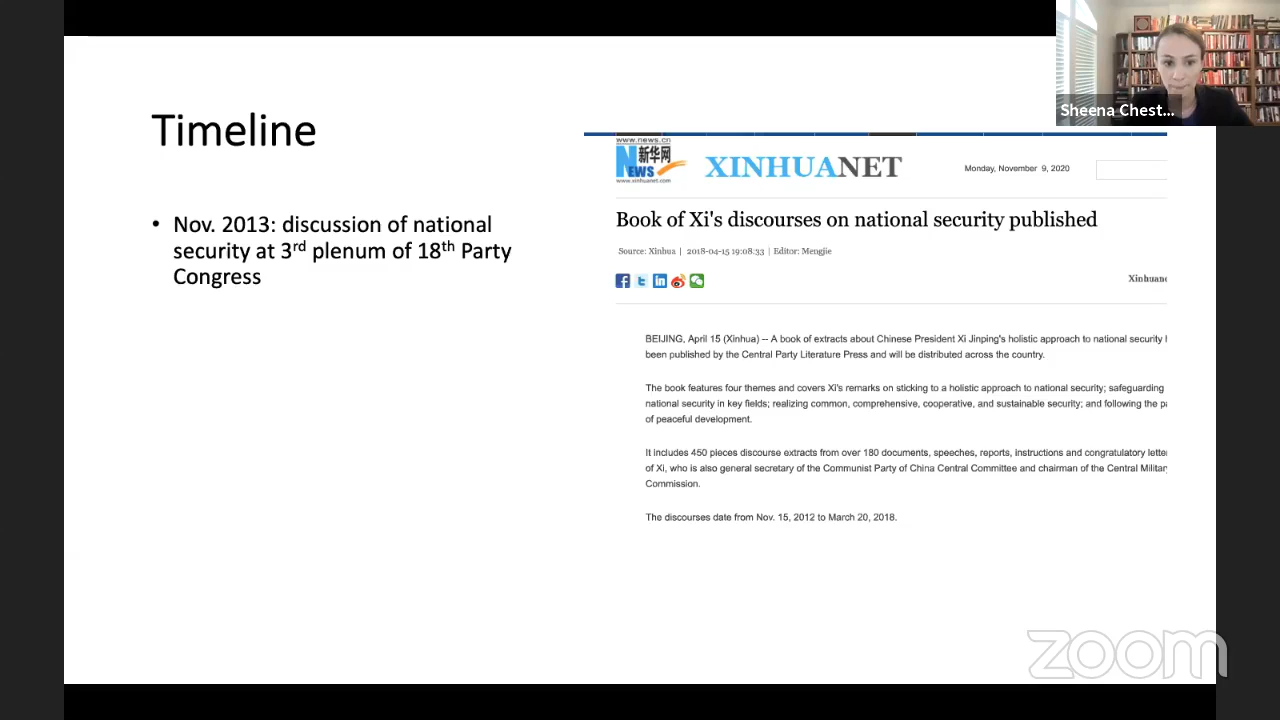 Sheena Chest...
Timeline
• Nov. 2013: discussion of national
security at 3rd plenum of 18th Party
Congress
www.news.cn
新华网
NEWS
www.xinhuanet.com
XINHUANET
Monday, November 9, 2020
Book of Xi's discourses on national security published
Source: Xinhua | 2018-04-15 19:08:33 | Editor: Mengjie
Xinhuane
BEIJING, April 15 (Xinhua) -- A book of extracts about Chinese President Xi Jinping's holistic approach to national security
been published by the Central Party Literature Press and will be distributed across the country.
The book features four themes and covers Xi's remarks on sticking to a holistic approach to national security; safeguarding
national security in key fields; realizing common, comprehensive, cooperative, and sustainable security; and following the
of peaceful development.
It includes 450 pieces discourse extracts from over 180 documents, speeches, reports, instructions and congratulatory letter
of Xi, who is also general secretary of the Communist Party of China Central Committee and chairman of the Central Military
Commission.
The discourses date from Nov. 15, 2012 to March 20, 2018.
zoom